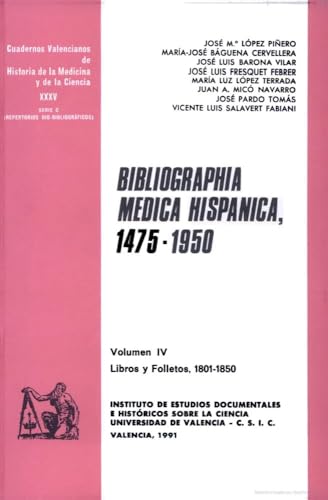 Cuadernos Valencianos
de
Historia de la Medicina
y de la Ciencia
XXXV
SERIE C
(REPERTORIOS BIO-BIBLIOGRÁFICOS)
JOSÉ M.ª LÓPEZ PIÑERO
MARÍA-JOSÉ BÁGUENA CERVELLERA
JOSÉ LUIS BARONA VILAR
JOSÉ LUIS FRESQUET FEBRER
MARÍA LUZ LÓPEZ TERRADA
JUAN A. MICÓ NAVARRO
JOSÉ PARDO TOMÁS
VICENTE LUIS SALAVERT FABIANI
BIBLIOGRAPHIA
MEDICA HISPANICA,
1475-1950
Volumen IV
Libros y Folletos, 1801-1850
INSTITUTO DE ESTUDIOS DOCUMENTALES
E HISTÓRICOS SOBRE LA CIENCIA
UNIVERSIDAD DE VALENCIA - C. S. I. C.
VALENCIA, 1991